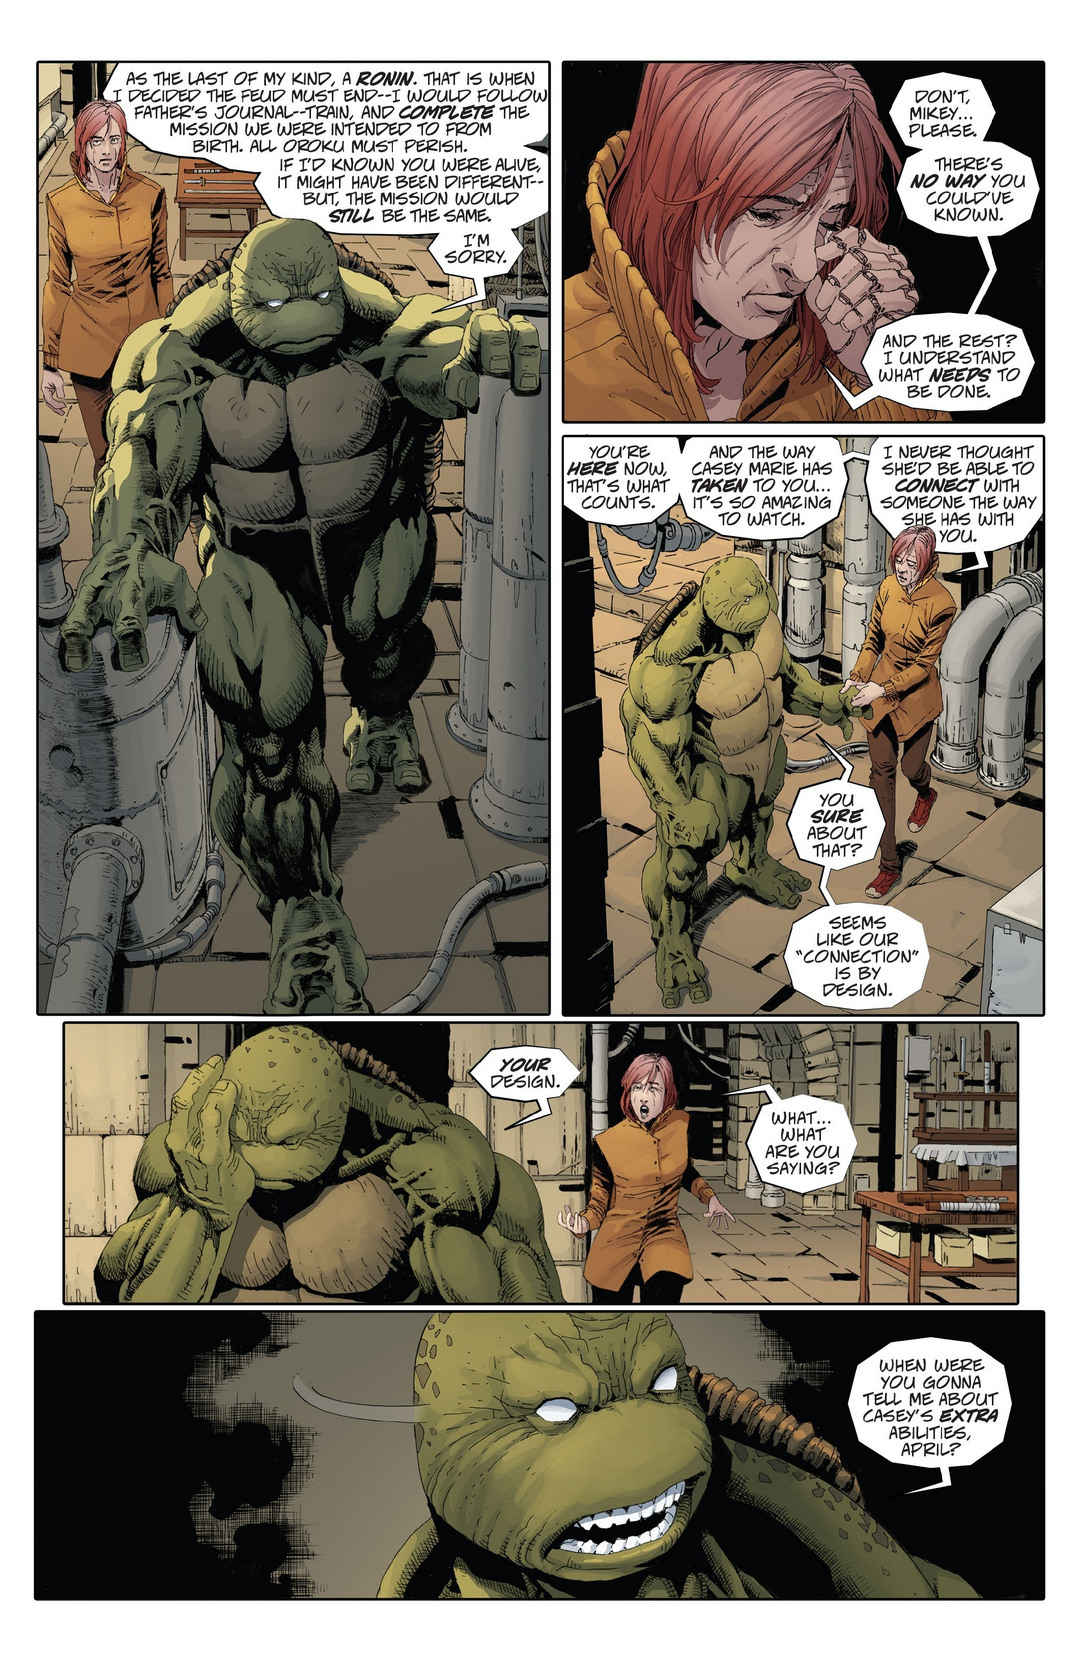 AS THE LAST OF MY KIND, A RONIN. THAT IS WHEN
I DECIDED THE FEUD MUST END--I WOULD FOLLOW
FATHER'S JOURNAL--TRAIN, AND COMPLETE THE
MISSION WE WERE INTENDED TO FROM
BIRTH. ALL OROKU MUST PERISH.
IF I'D KNOWN YOU WERE ALIVE,
IT MIGHT HAVE BEEN DIFFERENT--
BUT, THE MISSION WOULD
STILL BE THE SAME.
I'M
SORRY.
DON'T,
MIKEY...
PLEASE.
THERE'S
NO WAY YOU
COULD'VE
KNOWN.
AND THE REST?
I UNDERSTAND
WHAT NEEDS TO
BE DONE.
YOU'RE
HERE NOW,
THAT'S WHAT
COUNTS.
AND THE WAY
CASEY MARIE HAS
TAKEN TO YOU...
IT'S SO AMAZING
TO WATCH.
I NEVER THOUGHT
SHE'D BE ABLE TO
CONNECT WITH
SOMEONE THE WAY
SHE HAS WITH
YOU.
YOU
SURE
ABOUT
THAT?
SEEMS
LIKE OUR
"CONNECTION"
IS BY
DESIGN.
YOUR
DESIGN.
WHAT...
WHAT
ARE YOU
SAYING?
WHEN WERE
YOU GONNA
TELL ME ABOUT
CASEY'S EXTRA
ABILITIES,
APRIL?